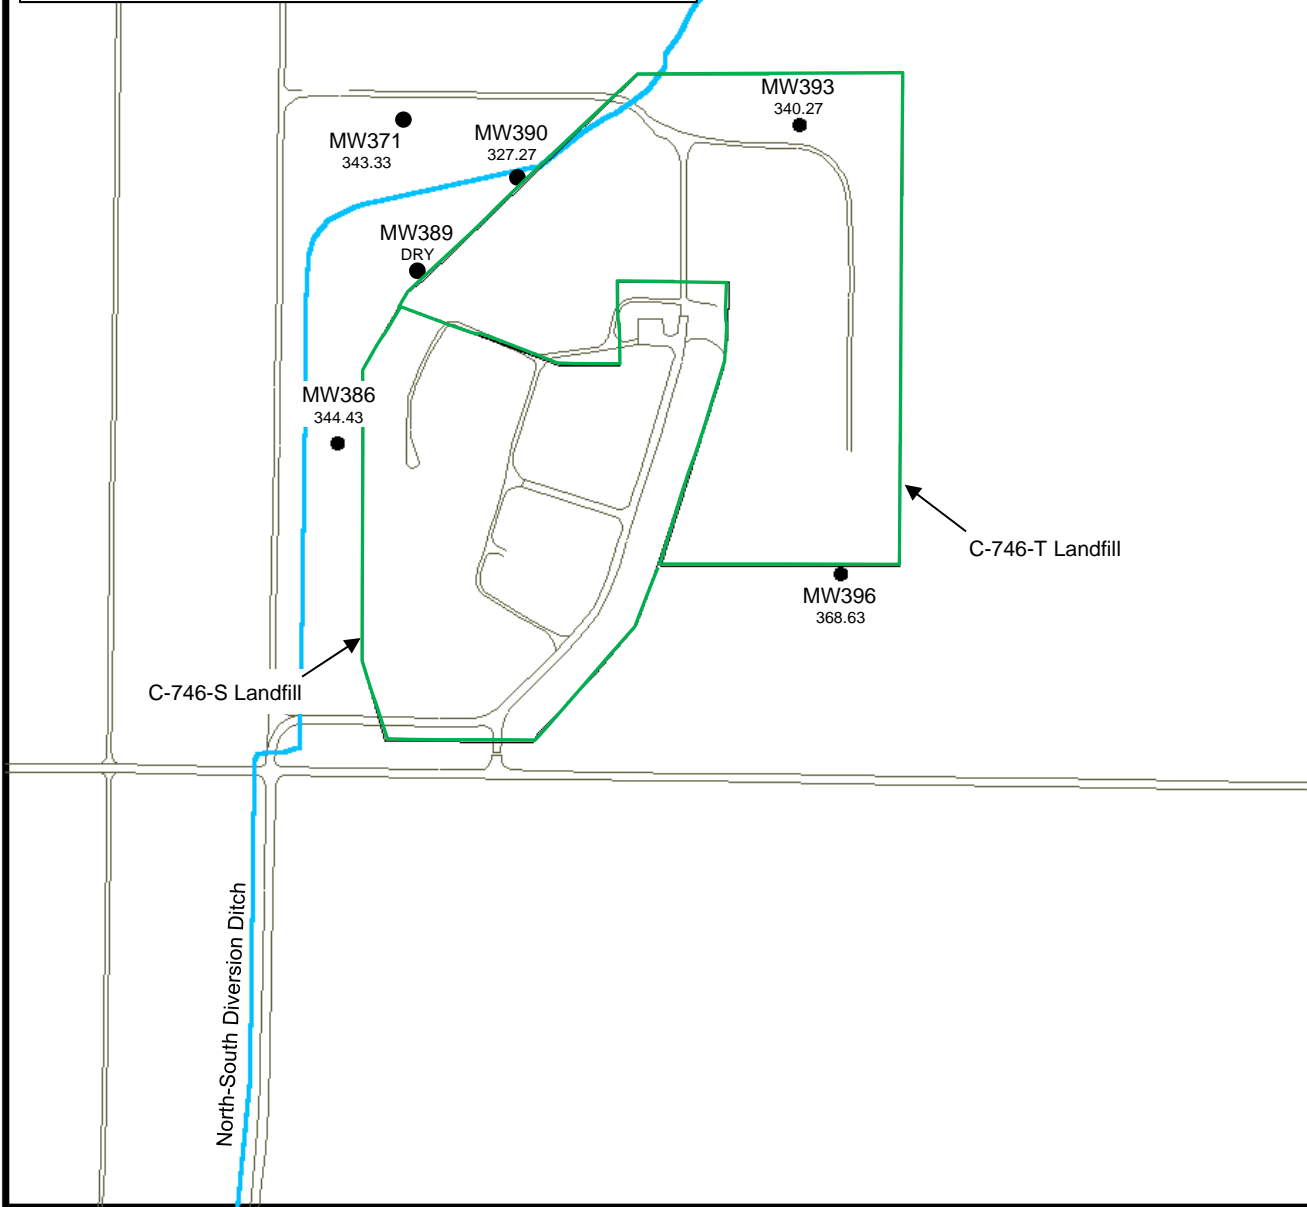 MW393
340.27
MW371
343.33
MW390
327.27
MW389
DRY
MW386
344.43
C-746-T Landfill
MW396
368.63
C-746-S Landfill
North-South Diversion Ditch